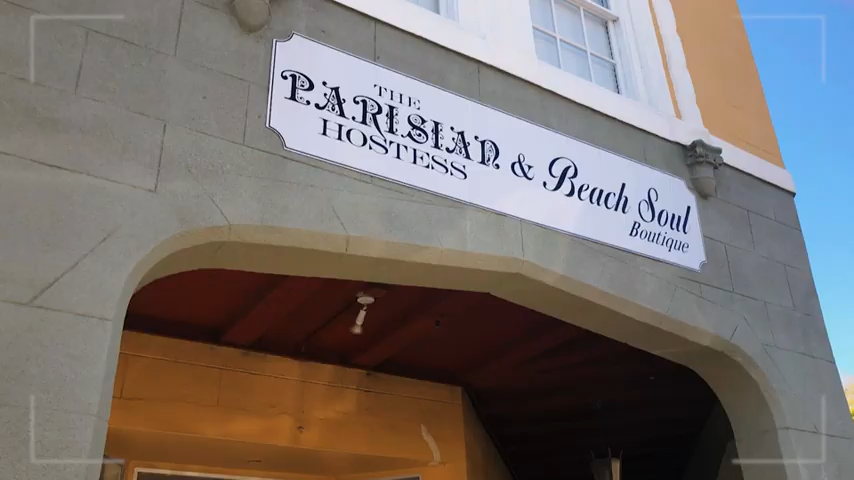 THE
PARISIAN
HOSTESS
& Beach Soul
Boutique